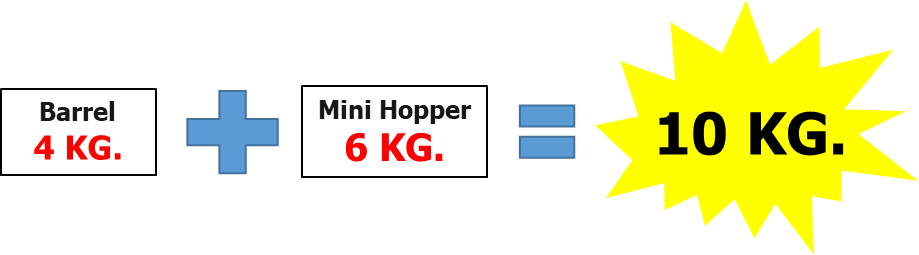 Barrel
4 KG.
Mini Hopper
6 KG.
10 KG.